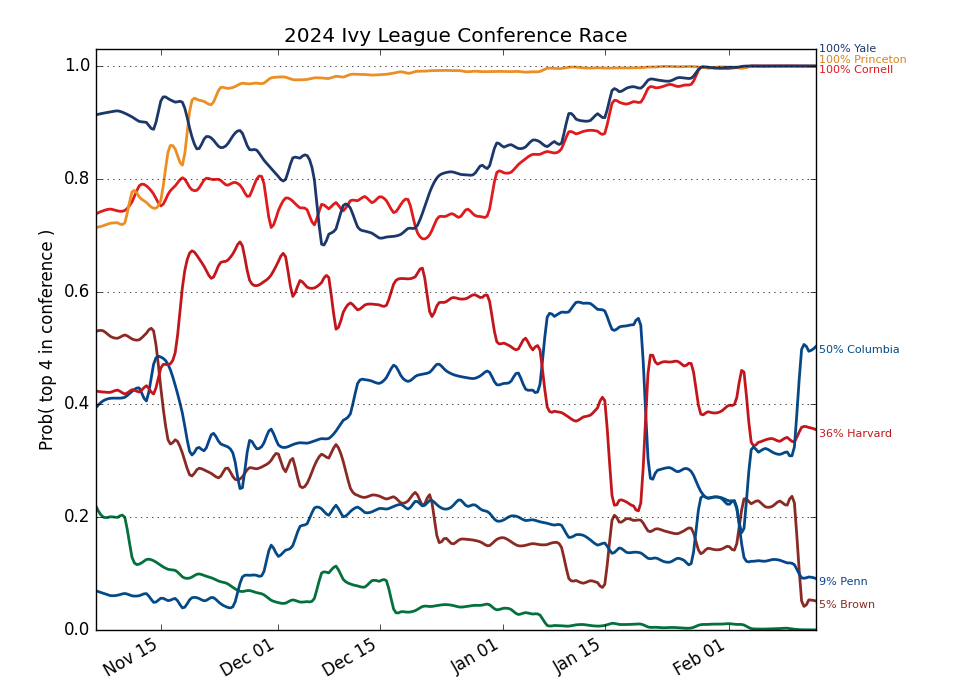 2024 Ivy League Conference Race
Prob( top 4 in conference )
1.0
0.8
0.6
0.4
0.2
0.0
Nov 15
Dec 01
Dec 15
Jan 01
Jan 15
Feb 01
100% Yale
100% Princeton
100% Cornell
50% Columbia
36% Harvard
9% Penn
5% Brown